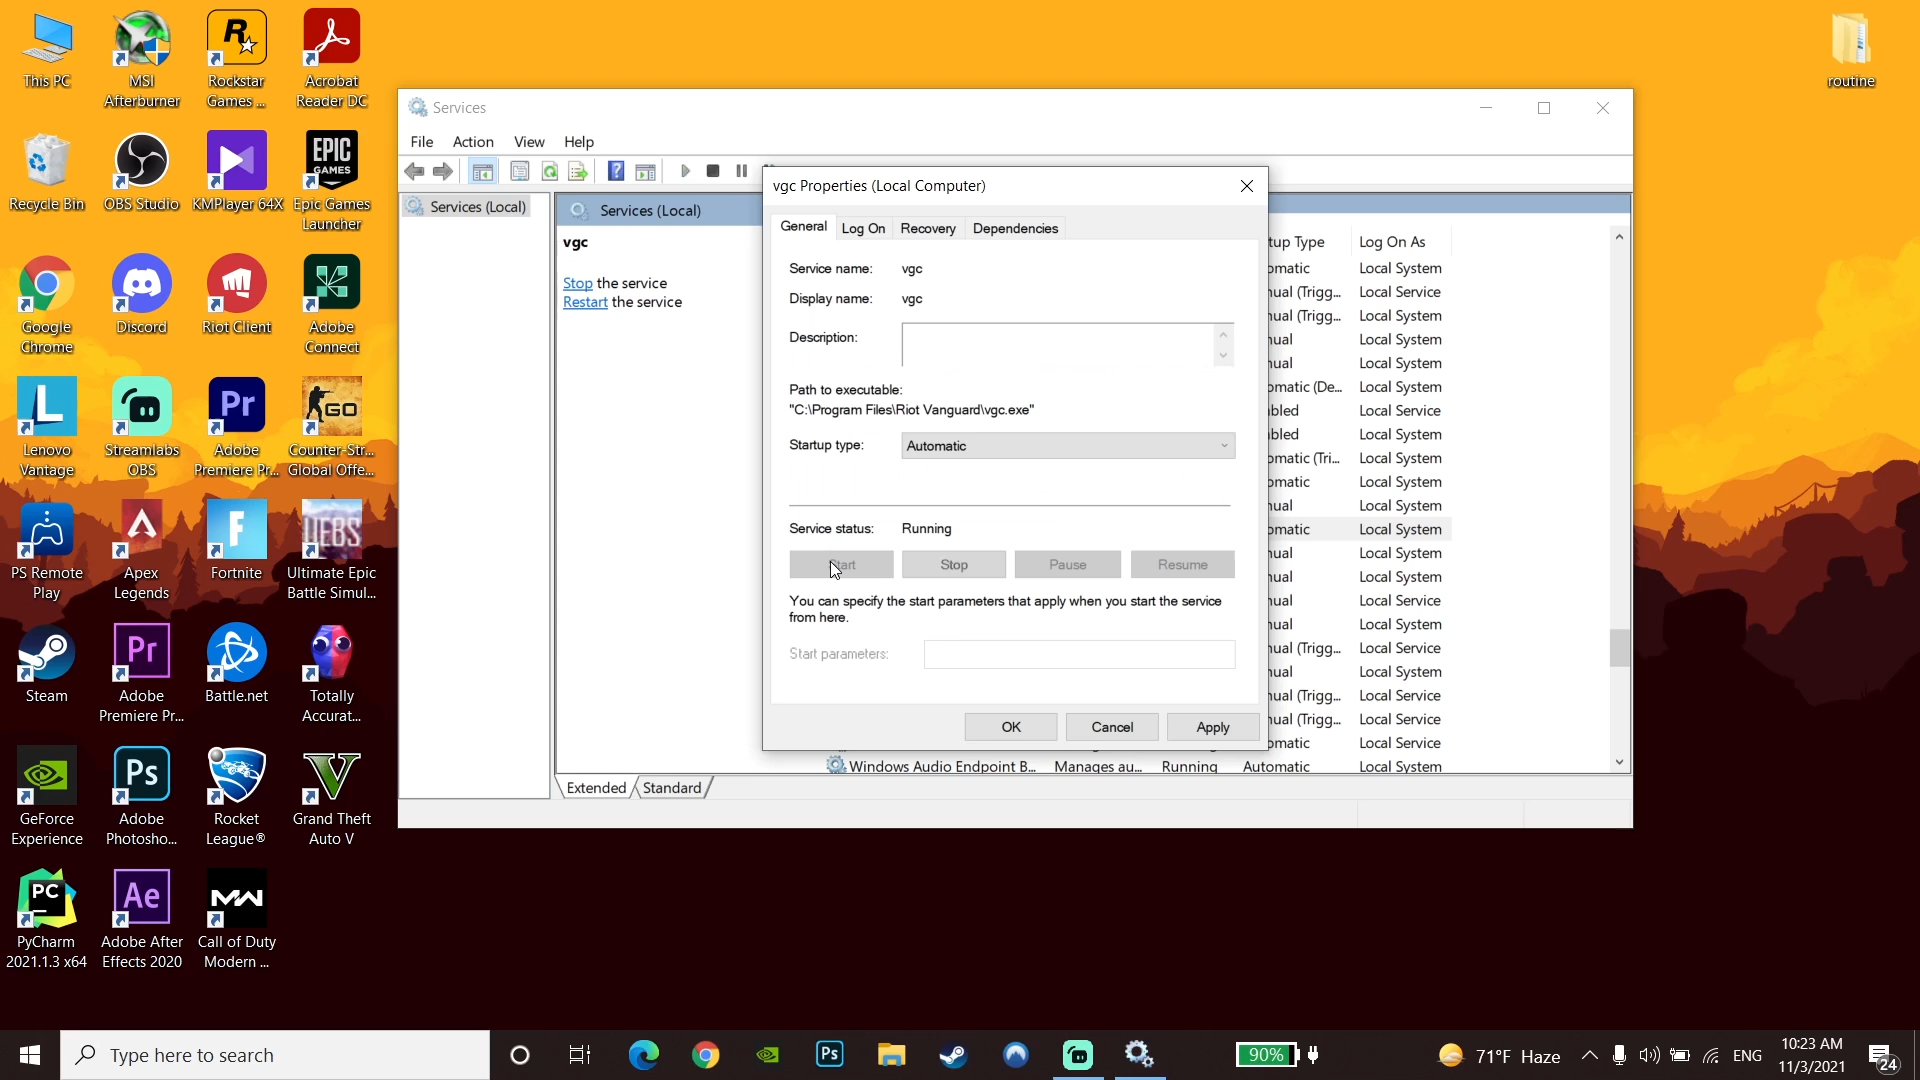 This PC
MSI
Afterburner
Rockstar
Games ...
Acrobat
Reader DC
routine
Recycle Bin
OBS Studio
KMPlayer 64X
EPIC
GAMES
Epic Games
Launcher
Google
Chrome
Discord
Riot Client
Adobe
Connect
Lenovo
Vantage
Streamlabs
OBS
Pr
Adobe
Premiere Pr...
GO
Counter-Str...
Global Offe...
PS Remote
Play
Apex
Legends
Fortnite
UEBS
Ultimate Epic
Battle Simul...
Steam
Pr
Adobe
Premiere Pr...
Battle.net
Totally
Accurat...
GeForce
Experience
Ps
Adobe
Photosho...
Rocket
League®
Grand Theft
Auto V
PC
PyCharm
2021.1.3 x64
Ae
Adobe After
Effects 2020
MW
Call of Duty
Modern ...
Services
File Action View Help
Services (Local)
Services (Local)
vgc
Stop the service
Restart the service
vgc Properties (Local Computer)
General Log On Recovery Dependencies
Service name: vgc
Display name: vgc
Description:
Path to executable:
"C:\Program Files\Riot Vanguard\vgc.exe"
Startup type: Automatic
Service status: Running
Start Stop Pause Resume
You can specify the start parameters that apply when you start the service
from here.
Start parameters:
OK Cancel Apply
tup Type Log On As
omatic Local System
nual (Trigg... Local Service
nual (Trigg... Local System
nual Local System
nual Local System
omatic (De... Local System
bled Local System
bled Local System
omatic (Tri... Local System
omatic Local System
nual Local System
omatic Local System
nual Local System
nual Local System
nual Local Service
nual Local System
nual (Trigg... Local Service
nual Local System
nual (Trigg... Local Service
nual (Trigg... Local Service
omatic Local Service
Windows Audio Endpoint B... Manages au... Running Automatic Local System
Extended Standard
Type here to search
Ps
90%
71°F Haze
ENG
10:23 AM
11/3/2021
24